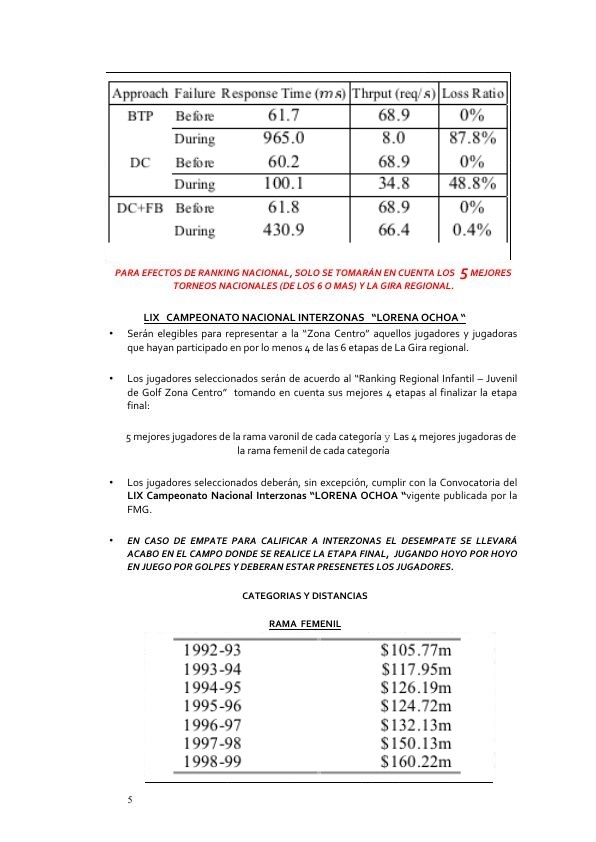 Approach Failure Response Time (ms) Thrput (req/s) Loss Ratio
BTP Before 61.7 68.9 0%
During 965.0 8.0 87.8%
DC Before 60.2 68.9 0%
During 100.1 34.8 48.8%
DC+FB Before 61.8 68.9 0%
During 430.9 66.4 0.4%
PARA EFECTOS DE RANKING NACIONAL, SOLO SE TOMARÁN EN CUENTA LOS 5 MEJORES
TORNEOS NACIONALES (DE LOS 6 O MAS) Y LA GIRA REGIONAL.
LIX CAMPEONATO NACIONAL INTERZONAS "LORENA OCHOA "
• Serán elegibles para representar a la "Zona Centro" aquellos jugadores y jugadoras
que hayan participado en por lo menos 4 de las 6 etapas de La Gira regional.
• Los jugadores seleccionados serán de acuerdo al "Ranking Regional Infantil – Juvenil
de Golf Zona Centro" tomando en cuenta sus mejores 4 etapas al finalizar la etapa
final:
5 mejores jugadores de la rama varonil de cada categoría y Las 4 mejores jugadoras de
la rama femenil de cada categoría
• Los jugadores seleccionados deberán, sin excepción, cumplir con la Convocatoria del
LIX Campeonato Nacional Interzonas "LORENA OCHOA "vigente publicada por la
FMG.
• EN CASO DE EMPATE PARA CALIFICAR A INTERZONAS EL DESEMPATE SE LLEVARÁ
ACABO EN EL CAMPO DONDE SE REALICE LA ETAPA FINAL, JUGANDO HOYO POR HOYO
EN JUEGO POR GOLPES Y DEBERAN ESTAR PRESENETES LOS JUGADORES.
CATEGORIAS Y DISTANCIAS
RAMA FEMENIL
1992-93 $105.77m
1993-94 $117.95m
1994-95 $126.19m
1995-96 $124.72m
1996-97 $132.13m
1997-98 $150.13m
1998-99 $160.22m
5